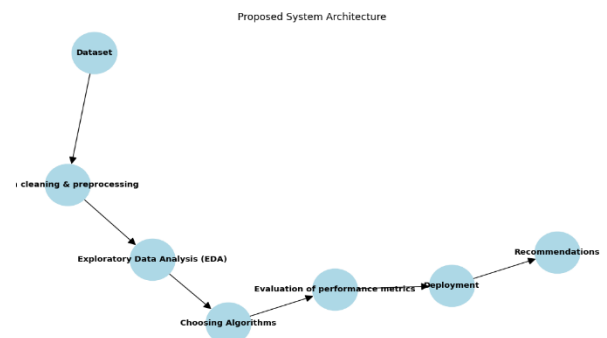 Proposed System Architecture
Dataset
cleaning & preprocessing
Exploratory Data Analysis (EDA)
Choosing Algorithms
Evaluation of performance metrics
Deployment
Recommendations